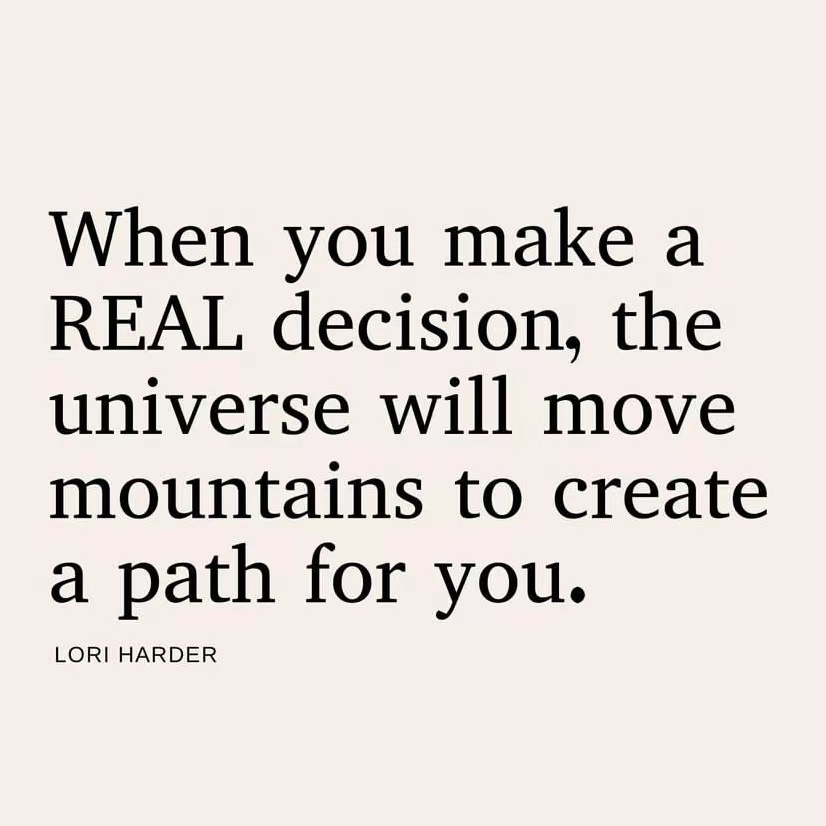 When you make a
REAL decision, the
universe will move
mountains to create
a path for you.
LORI HARDER